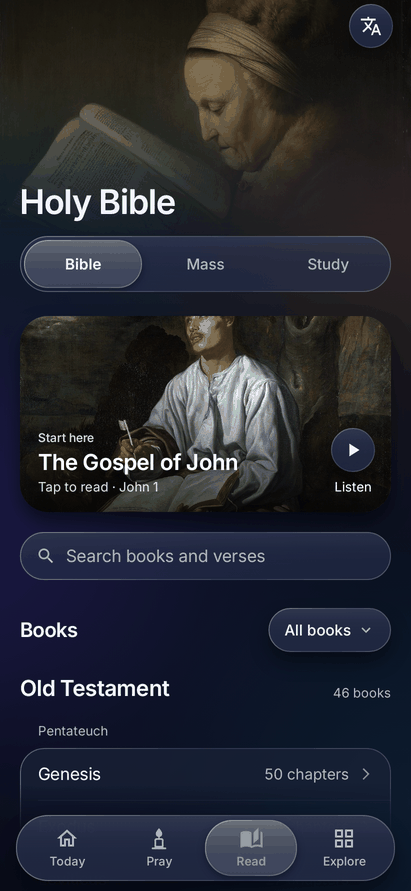 Holy Bible
Bible
Mass
Study
Start here
The Gospel of John
Tap to read · John 1
Listen
Search books and verses
Books
All books
Old Testament
46 books
Pentateuch
Genesis
50 chapters
Today
Pray
Read
Explore